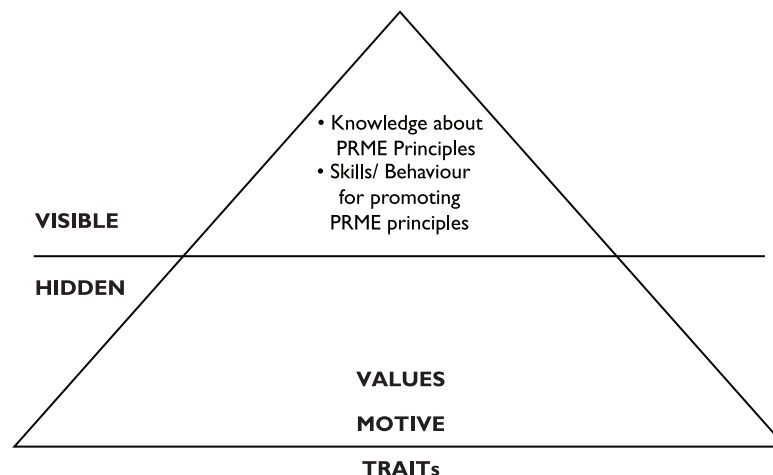 • Knowledge about
PRME Principles
• Skills/ Behaviour
for promoting
PRME principles
VISIBLE
HIDDEN
VALUES
MOTIVE
TRAITs